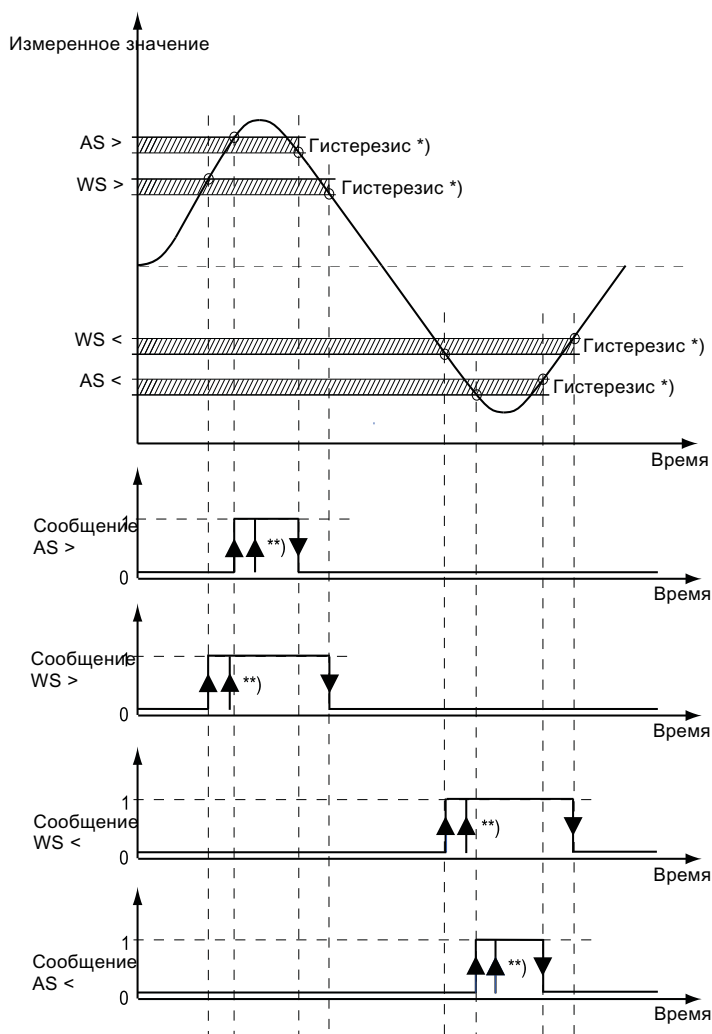 Измеренное значение
AS >
Гистерезис *)
WS >
Гистерезис *)
WS <
Гистерезис *)
AS <
Гистерезис *)
Время
Сообщение
AS >
1
**)
0
Время
Сообщение
WS >
1
**)
0
Время
1
Сообщение
WS <
**)
0
Время
1
Сообщение
AS <
**)
0
Время